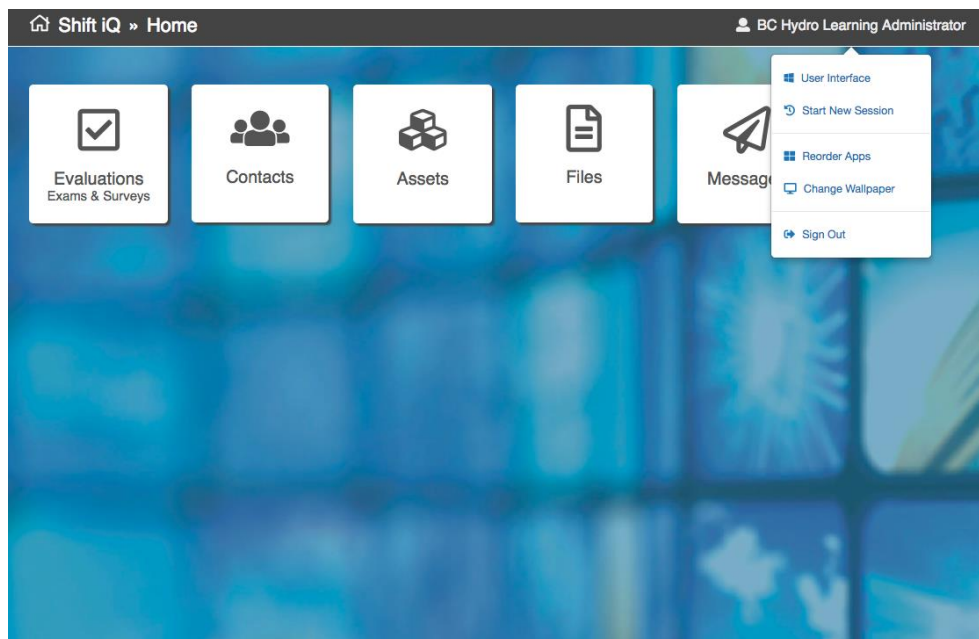 Shift iQ » Home
BC Hydro Learning Administrator
User Interface
Start New Session
Reorder Apps
Change Wallpaper
Sign Out
Evaluations
Exams & Surveys
Contacts
Assets
Files
Message